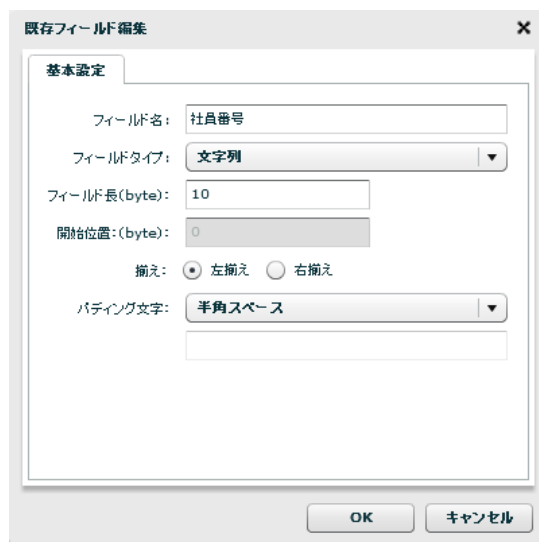 既存フィールド編集
基本設定
フィールド名: 社員番号
フィールドタイプ: 文字列
フィールド長(byte): 10
開始位置:(byte): 0
揃え: 左揃え 右揃え
パディング文字: 半角スペース
OK キャンセル